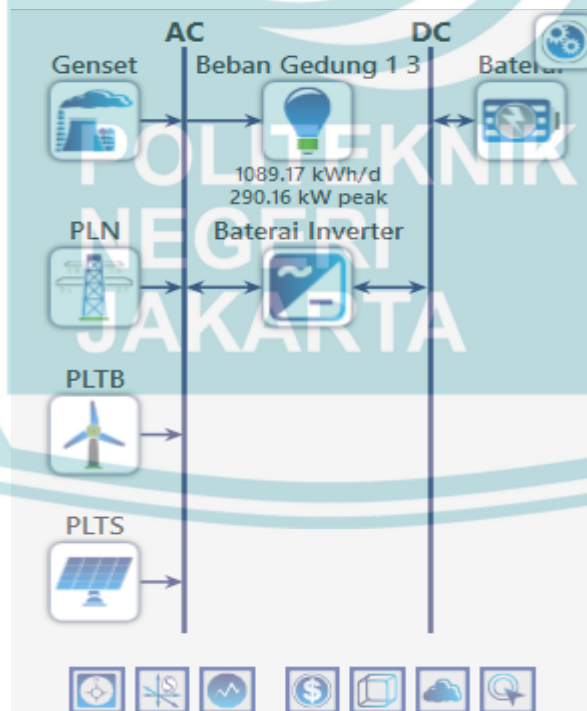 AC
DC
Genset
Beban Gedung 1 3
Baterai
1089.17 kWh/d
290.16 kW peak
POLITEKNIK
NEGERI
JAKARTA
PLN
Baterai Inverter
PLTB
PLTS